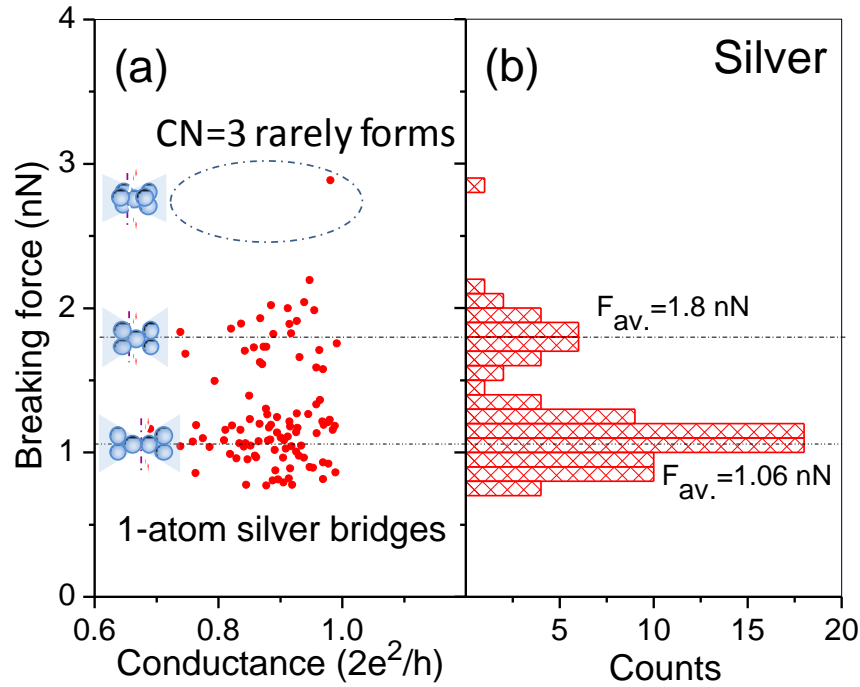 (a)
(b)
Silver
CN=3 rarely forms
F_av.=1.8 nN
F_av.=1.06 nN
1-atom silver bridges
Breaking force (nN)
4
3
2
1
0
0.6
0.8
1.0
5
10
15
20
Conductance (2e²/h)
Counts